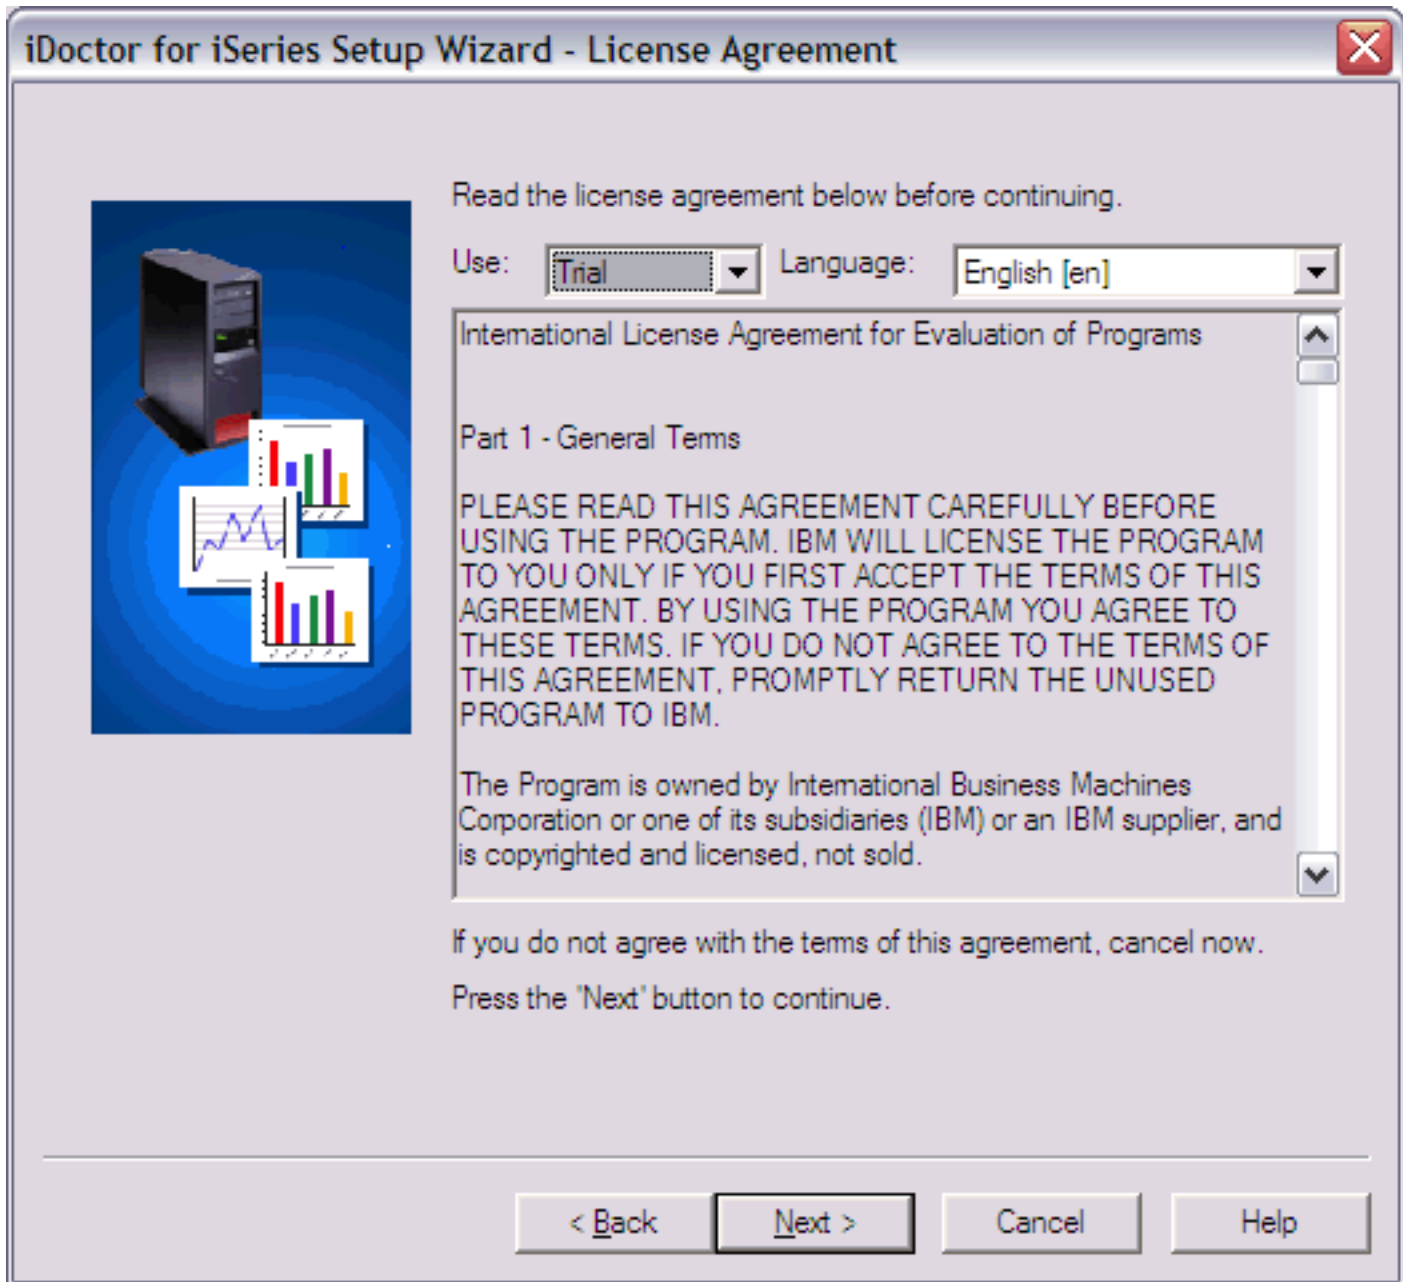 iDoctor for iSeries Setup Wizard - License Agreement
Read the license agreement below before continuing.
Use: Trial Language: English [en]
International License Agreement for Evaluation of Programs
Part 1 - General Terms
PLEASE READ THIS AGREEMENT CAREFULLY BEFORE
USING THE PROGRAM. IBM WILL LICENSE THE PROGRAM
TO YOU ONLY IF YOU FIRST ACCEPT THE TERMS OF THIS
AGREEMENT. BY USING THE PROGRAM YOU AGREE TO
THESE TERMS. IF YOU DO NOT AGREE TO THE TERMS OF
THIS AGREEMENT, PROMPTLY RETURN THE UNUSED
PROGRAM TO IBM.
The Program is owned by International Business Machines
Corporation or one of its subsidiaries (IBM) or an IBM supplier, and
is copyrighted and licensed, not sold.
If you do not agree with the terms of this agreement, cancel now.
Press the 'Next' button to continue.
< Back Next > Cancel Help